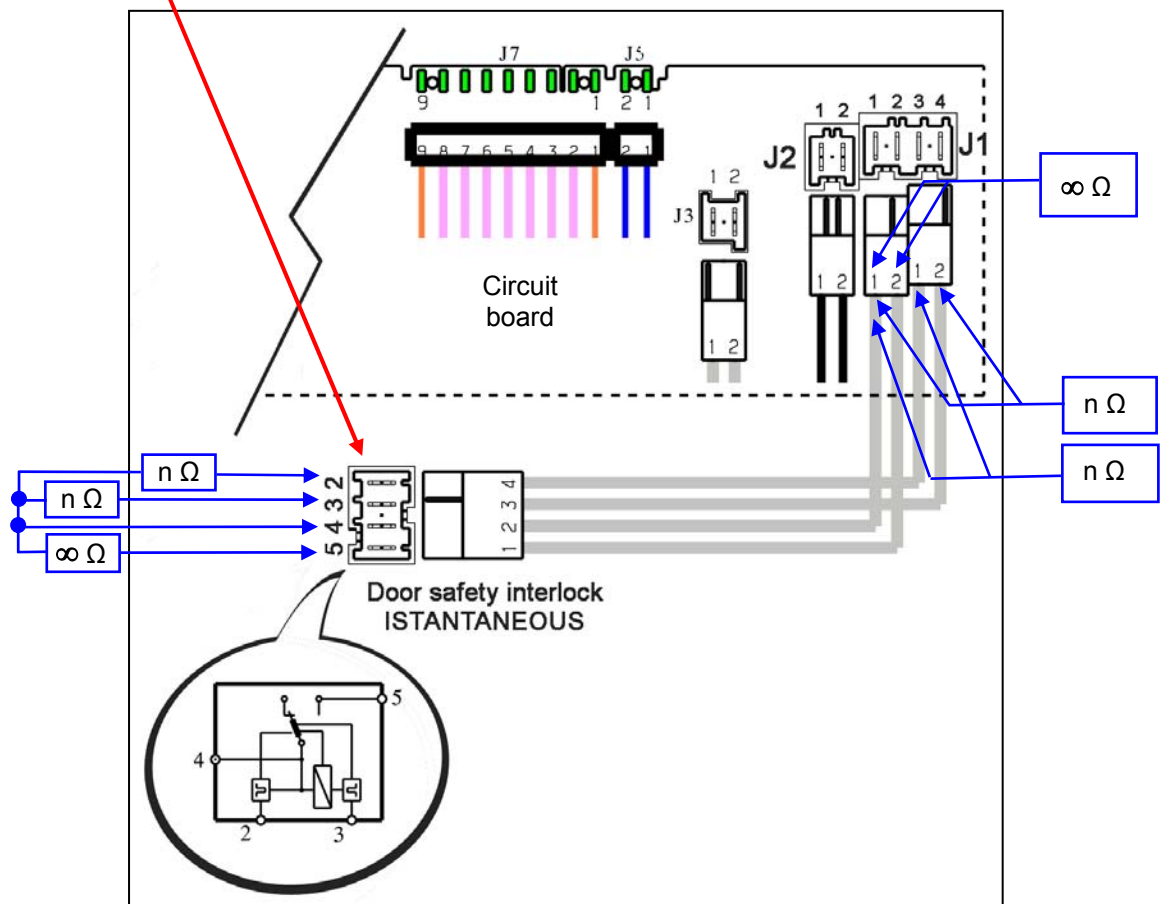 J7 J5
9 1 2 1
9 8 7 6 5 4 3 2 1 2 1
1 2 1 2 3 4
J2 J1
∞ Ω
1 2
J3
Circuit
board
1 2 1 2 1 2
1 2
n Ω
n Ω
n Ω 2
n Ω 3
4
∞ Ω 5
4
3
2
1
Door safety interlock
ISTANTANEOUS
5
4
2 3